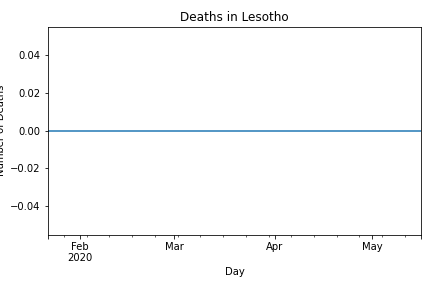 Deaths in Lesotho
Number of Deaths
0.04
0.02
0.00
−0.02
−0.04
Feb
2020
Mar
Apr
May
Day